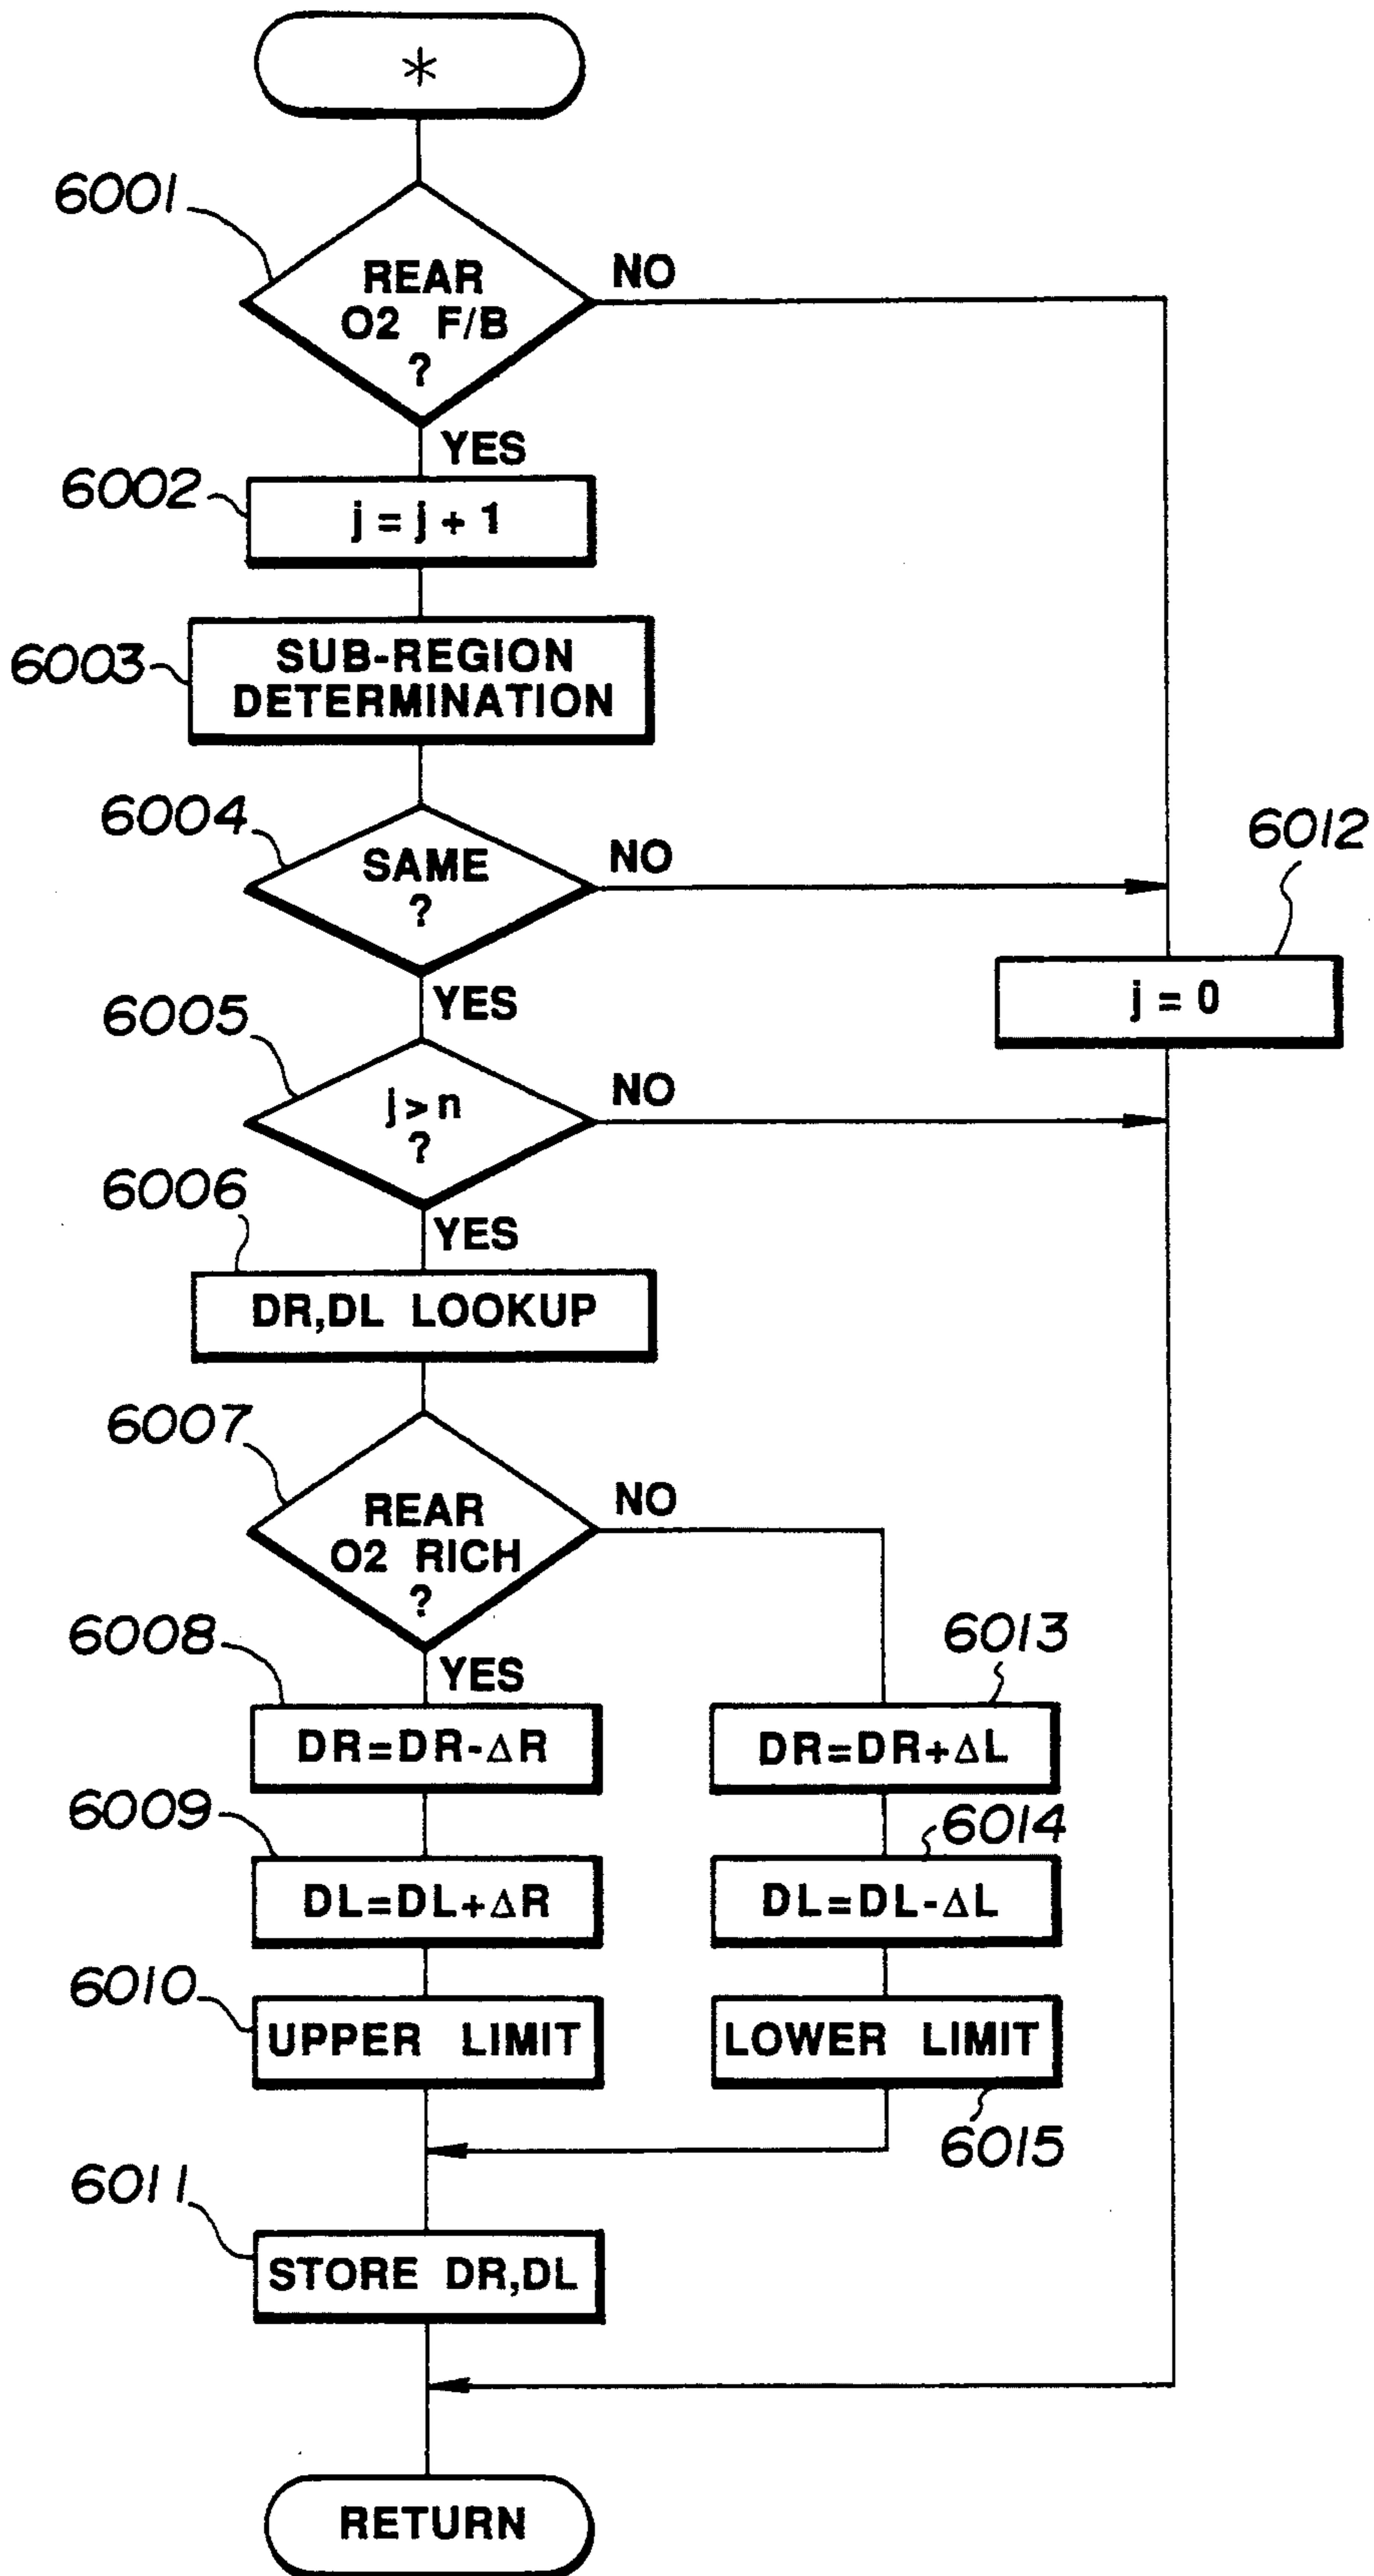 *
6001
REAR
O2 F/B
?
NO
YES
6002
j = j + 1
6003
SUB-REGION
DETERMINATION
6004
SAME
?
NO
6012
j = 0
YES
6005
j > n
?
NO
6006
YES
DR,DL LOOKUP
6007
REAR
O2 RICH
?
NO
6008
YES
6013
DR=DR-ΔR
DR=DR+ΔL
6009
6014
DL=DL+ΔR
DL=DL-ΔL
6010
UPPER LIMIT
LOWER LIMIT
6015
6011
STORE DR,DL
RETURN